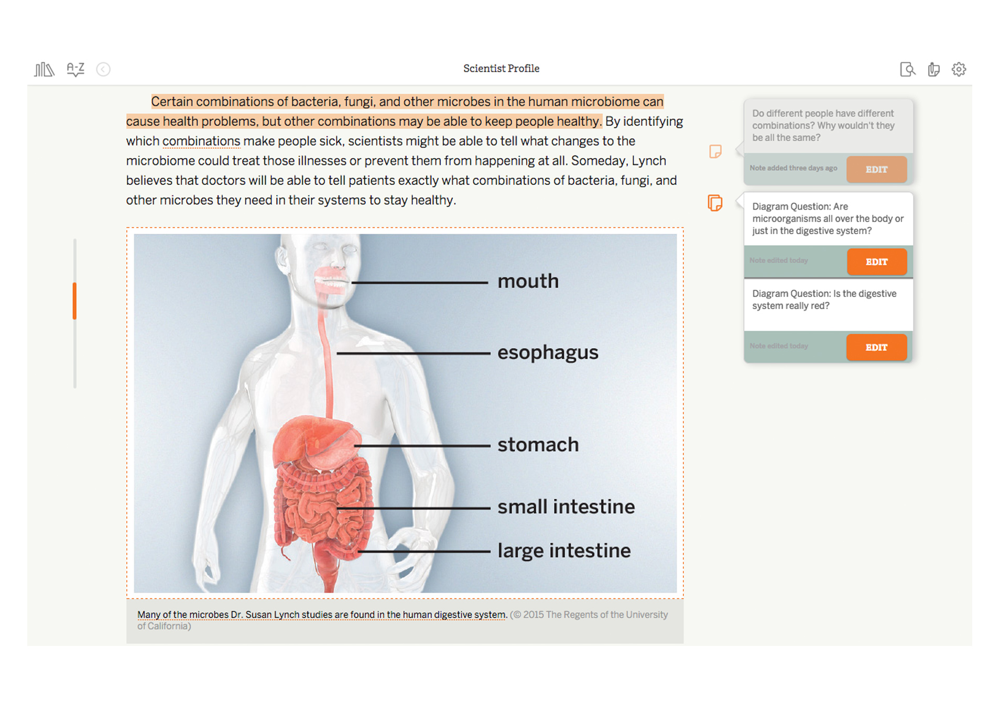 A-Z
Scientist Profile
Certain combinations of bacteria, fungi, and other microbes in the human microbiome can
cause health problems, but other combinations may be able to keep people healthy. By identifying
which combinations make people sick, scientists might be able to tell what changes to the
microbiome could treat those illnesses or prevent them from happening at all. Someday, Lynch
believes that doctors will be able to tell patients exactly what combinations of bacteria, fungi, and
other microbes they need in their systems to stay healthy.
mouth
esophagus
stomach
small intestine
large intestine
Many of the microbes Dr. Susan Lynch studies are found in the human digestive system. (© 2015 The Regents of the University
of California)
Do different people have different
combinations? Why wouldn't they
be all the same?
Note added three days ago
EDIT
Diagram Question: Are
microorganisms all over the body or
just in the digestive system?
Note edited today
EDIT
Diagram Question: Is the digestive
system really red?
Note edited today
EDIT